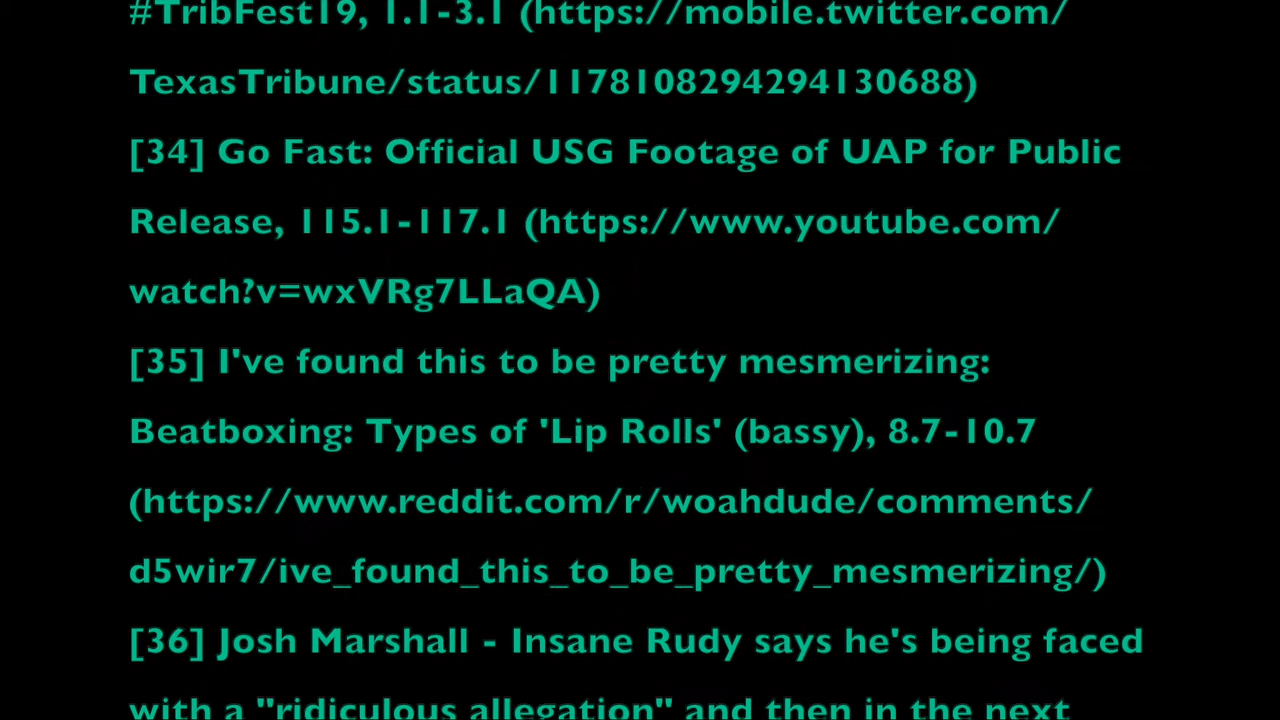 #TribFest19, 1.1-3.1 (https://mobile.twitter.com/
TexasTribune/status/1178108294294130688)
[34] Go Fast: Official USG Footage of UAP for Public
Release, 115.1-117.1 (https://www.youtube.com/
watch?v=wxVRg7LLaQA)
[35] I've found this to be pretty mesmerizing:
Beatboxing: Types of 'Lip Rolls' (bassy), 8.7-10.7
(https://www.reddit.com/r/woahdude/comments/
d5wir7/ive_found_this_to_be_pretty_mesmerizing/)
[36] Josh Marshall - Insane Rudy says he's being faced
with a "ridiculous allegation" and then in the next